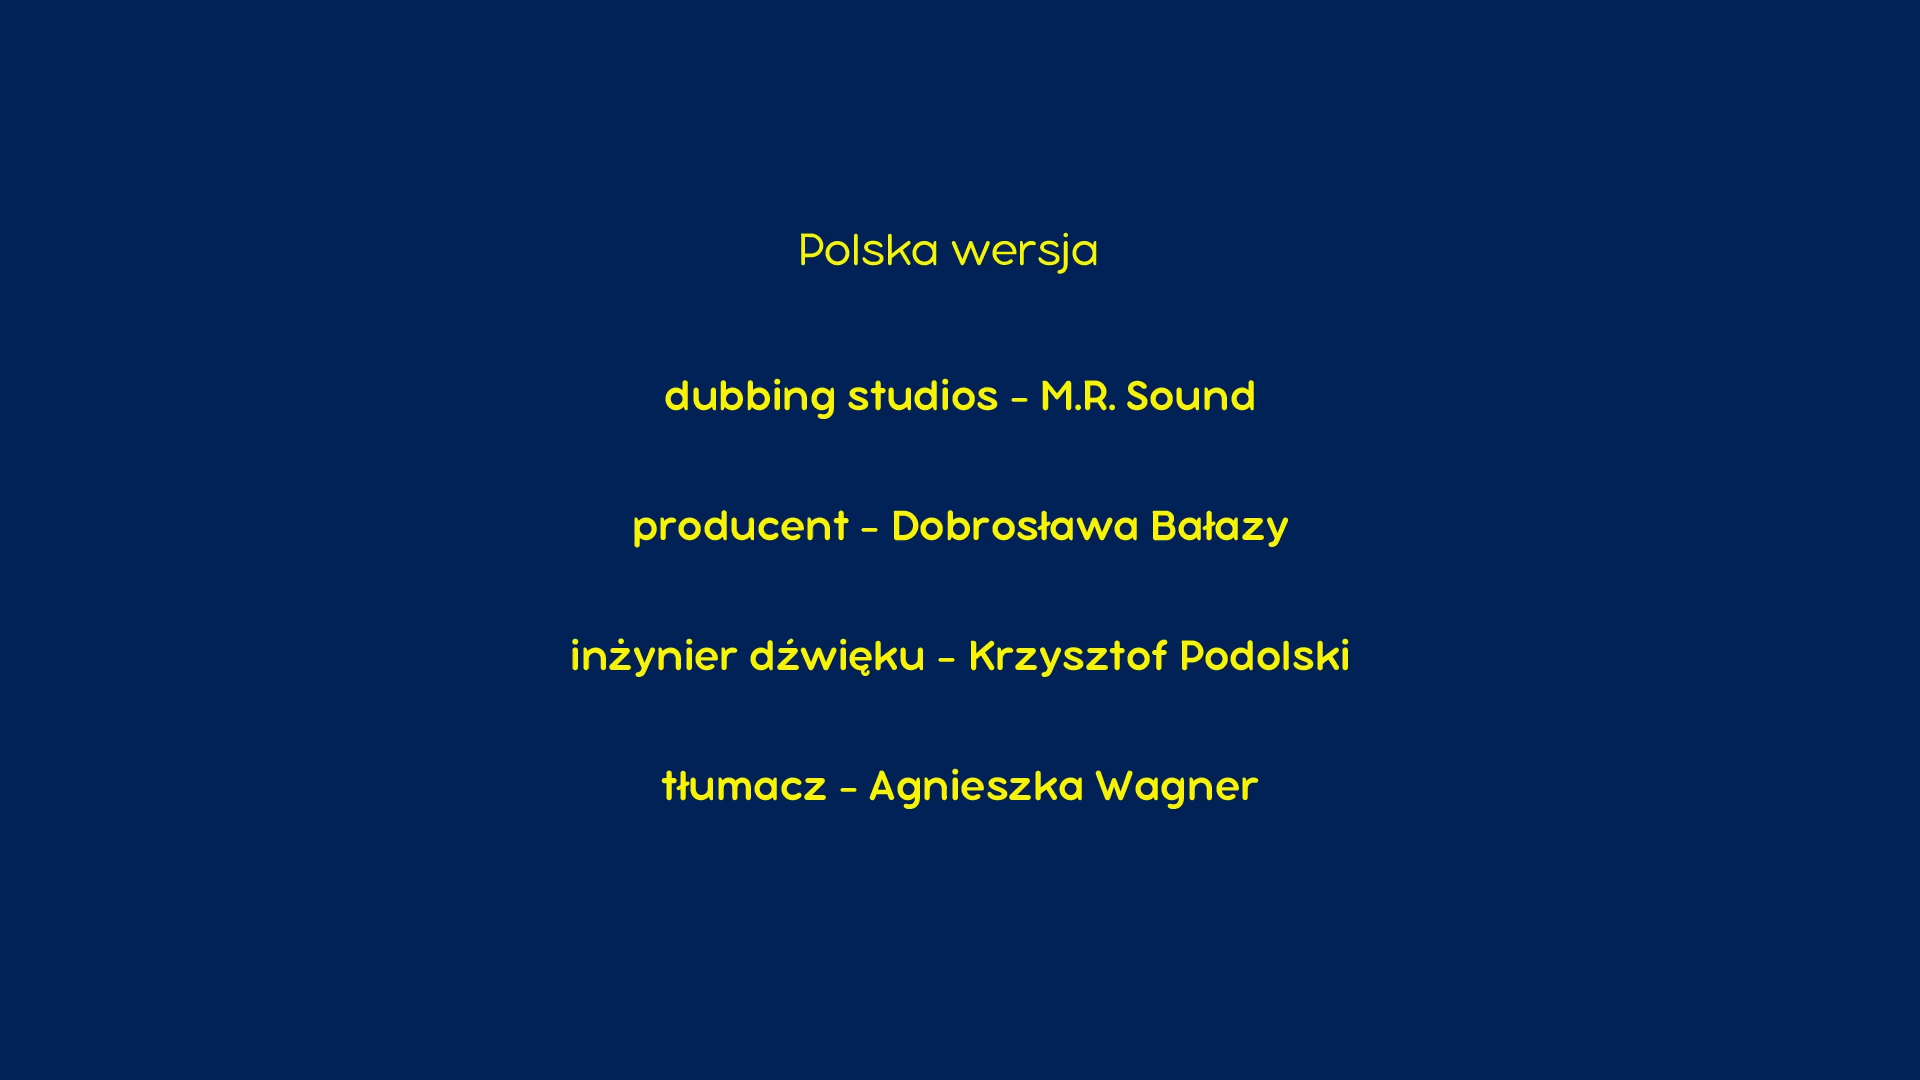 Polska wersja
dubbing studios - M.R. Sound
producent - Dobrosława Bałazy
inżynier dźwięku - Krzysztof Podolski
tłumacz - Agnieszka Wagner